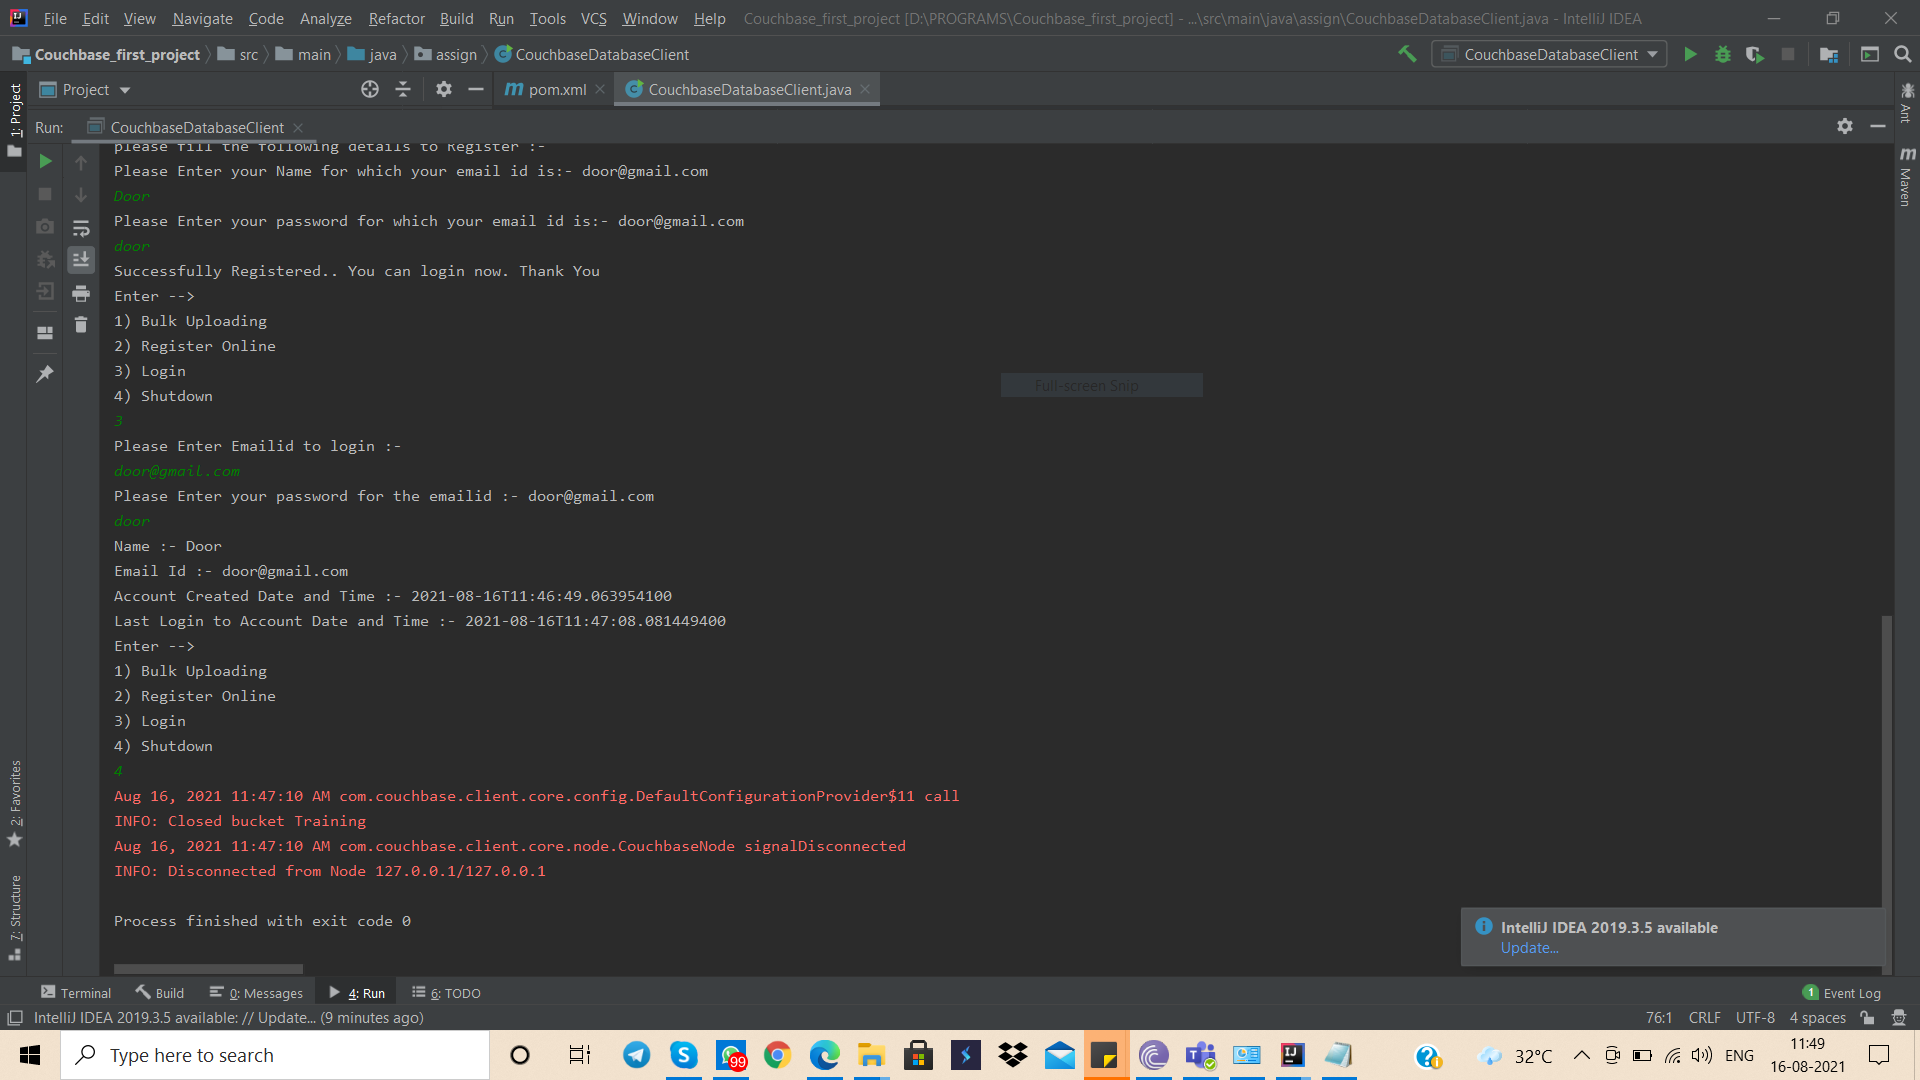 File Edit View Navigate Code Analyze Refactor Build Run Tools VCS Window Help Couchbase_first_project [D:\PROGRAMS\Couchbase_first_project] - ...\src\main\java\assign\CouchbaseDatabaseClient.java - IntelliJ IDEA
Couchbase_first_project src main java assign CouchbaseDatabaseClient CouchbaseDatabaseClient
Project pom.xml CouchbaseDatabaseClient.java
Run: CouchbaseDatabaseClient
1: Project
Ant
Maven
please fill the following details to Register :-
Please Enter your Name for which your email id is:- door@gmail.com
Door
Please Enter your password for which your email id is:- door@gmail.com
door
Successfully Registered.. You can login now. Thank You
Enter -->
1) Bulk Uploading
2) Register Online
3) Login
4) Shutdown
Full-screen Snip
3
Please Enter Emailid to login :-
door@gmail.com
Please Enter your password for the emailid :- door@gmail.com
door
Name :- Door
Email Id :- door@gmail.com
Account Created Date and Time :- 2021-08-16T11:46:49.063954100
Last Login to Account Date and Time :- 2021-08-16T11:47:08.081449400
Enter -->
1) Bulk Uploading
2) Register Online
3) Login
4) Shutdown
4
Aug 16, 2021 11:47:10 AM com.couchbase.client.core.config.DefaultConfigurationProvider$11 call
INFO: Closed bucket Training
Aug 16, 2021 11:47:10 AM com.couchbase.client.core.node.CouchbaseNode signalDisconnected
INFO: Disconnected from Node 127.0.0.1/127.0.0.1
Process finished with exit code 0
2: Favorites
7: Structure
IntelliJ IDEA 2019.3.5 available
Update...
Terminal Build 0: Messages 4: Run 6: TODO 1 Event Log
IntelliJ IDEA 2019.3.5 available: // Update... (9 minutes ago) 76:1 CRLF UTF-8 4 spaces
Type here to search 99 32°C ENG 11:49
16-08-2021